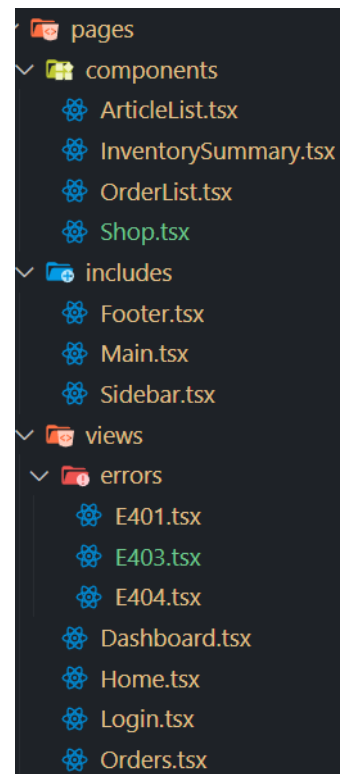 pages
components
ArticleList.tsx
InventorySummary.tsx
OrderList.tsx
Shop.tsx
includes
Footer.tsx
Main.tsx
Sidebar.tsx
views
errors
E401.tsx
E403.tsx
E404.tsx
Dashboard.tsx
Home.tsx
Login.tsx
Orders.tsx